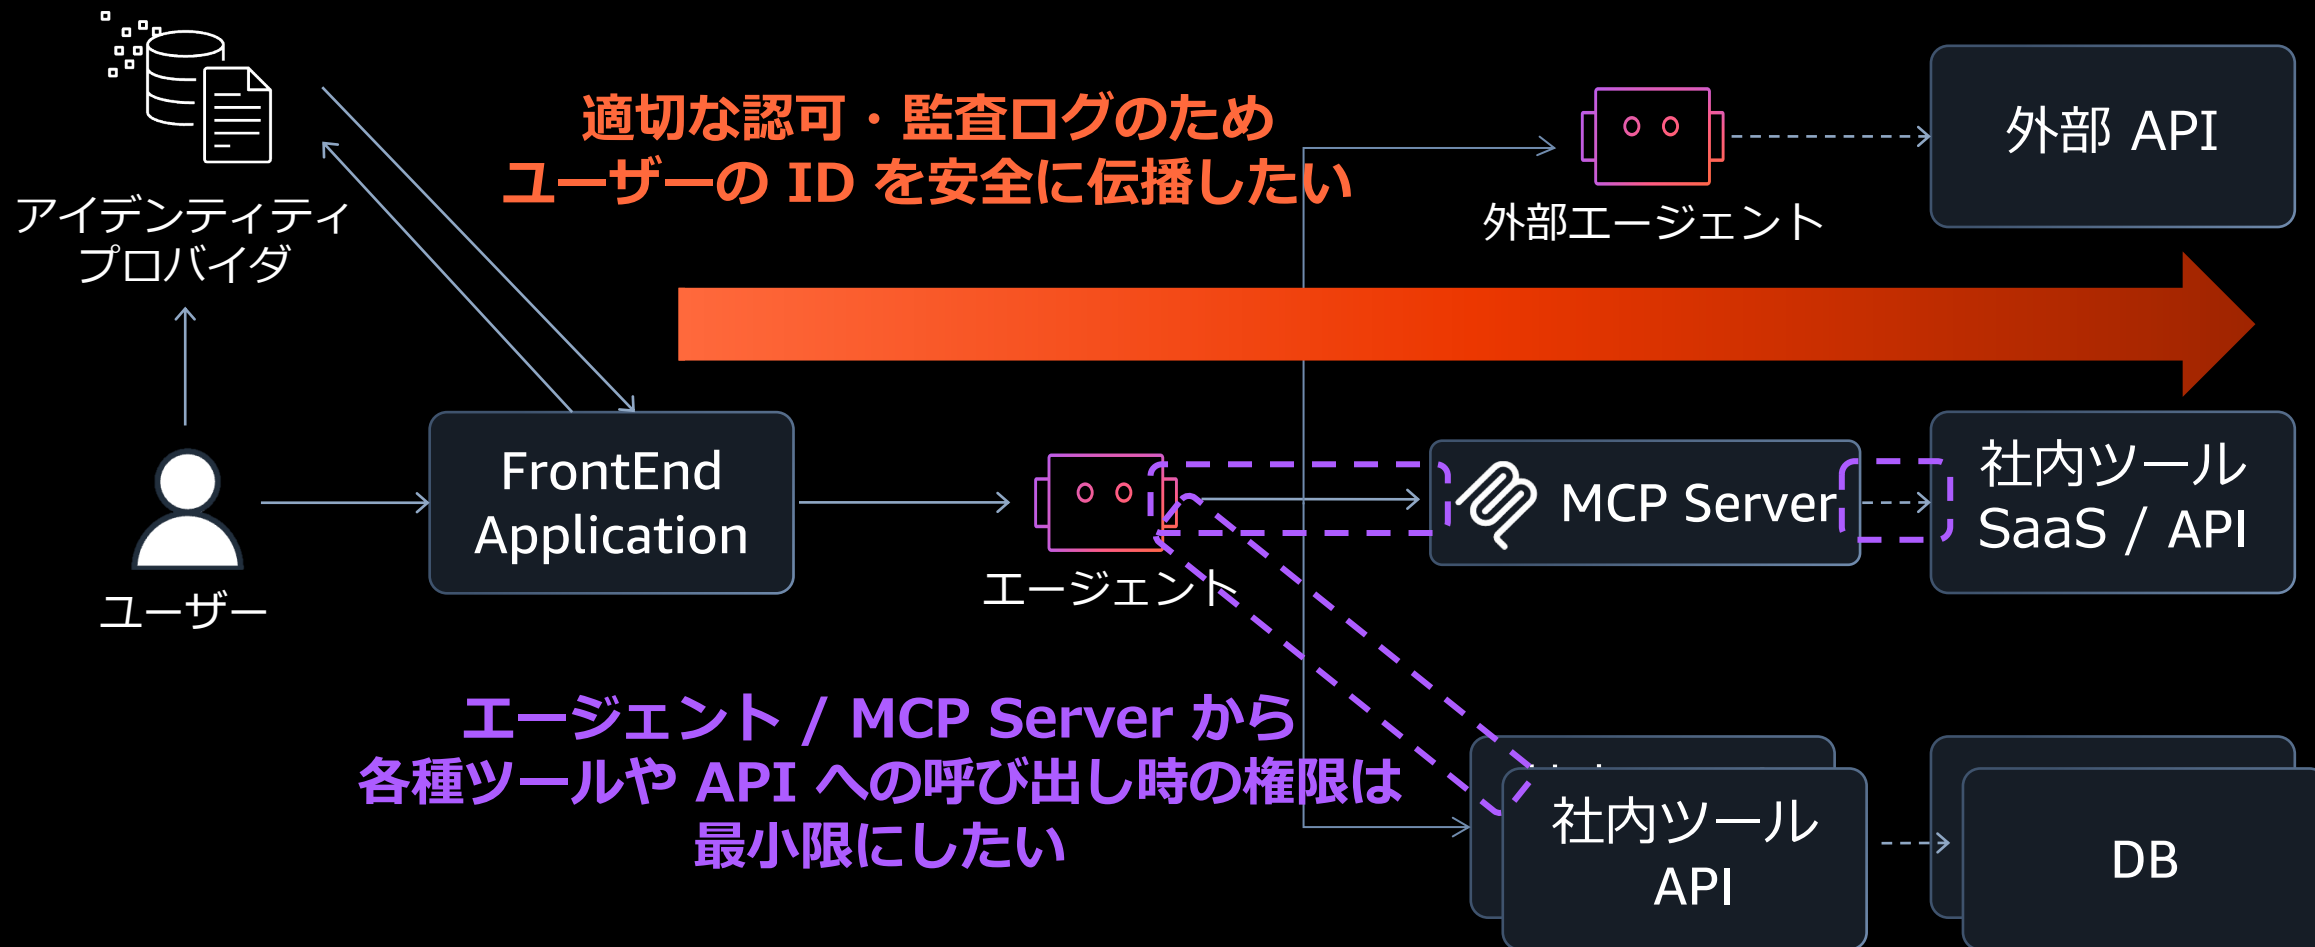 適切な認可・監査ログのため
ユーザーの ID を安全に伝播したい
アイデンティティ
プロバイダ
外部エージェント
外部 API
ユーザー
FrontEnd
Application
エージェント
MCP Server
社内ツール
SaaS / API
エージェント / MCP Server から
各種ツールや API への呼び出し時の権限は
最小限にしたい
社内ツール
API
DB